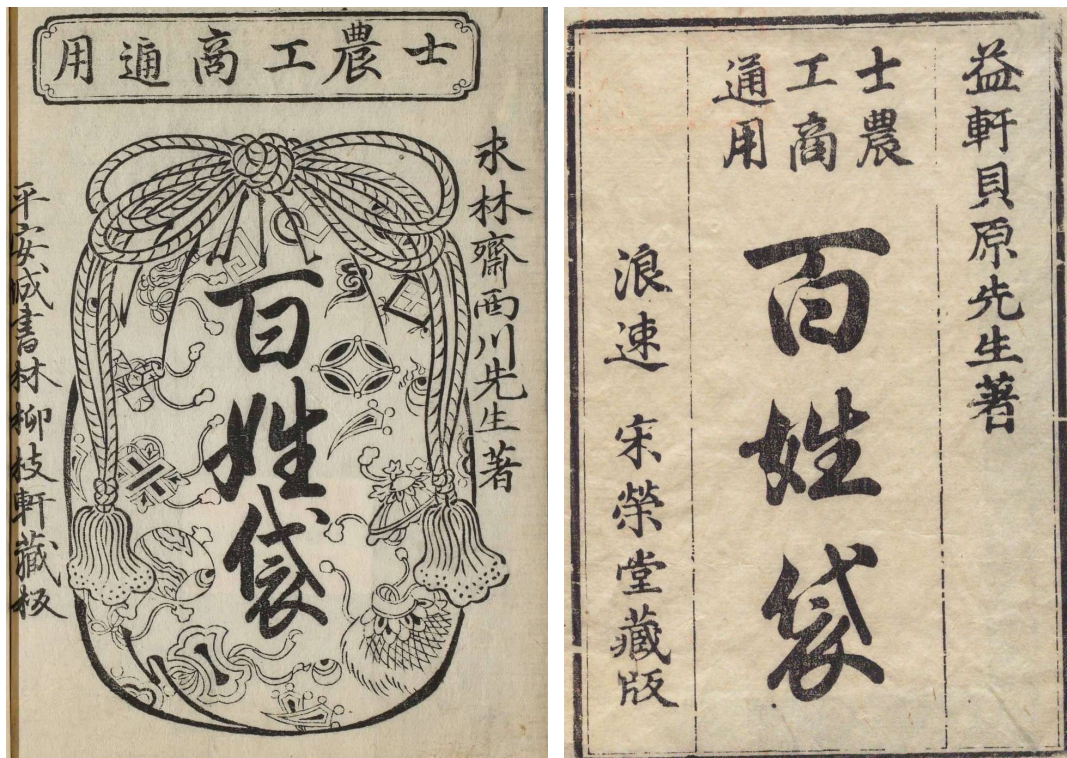 士農工商通用
求林齋西川先生著
百姓袋
平安城書林柳枝軒藏板
益軒貝原先生著
士農
工商
通用
百姓袋
浪速 宋榮堂藏版